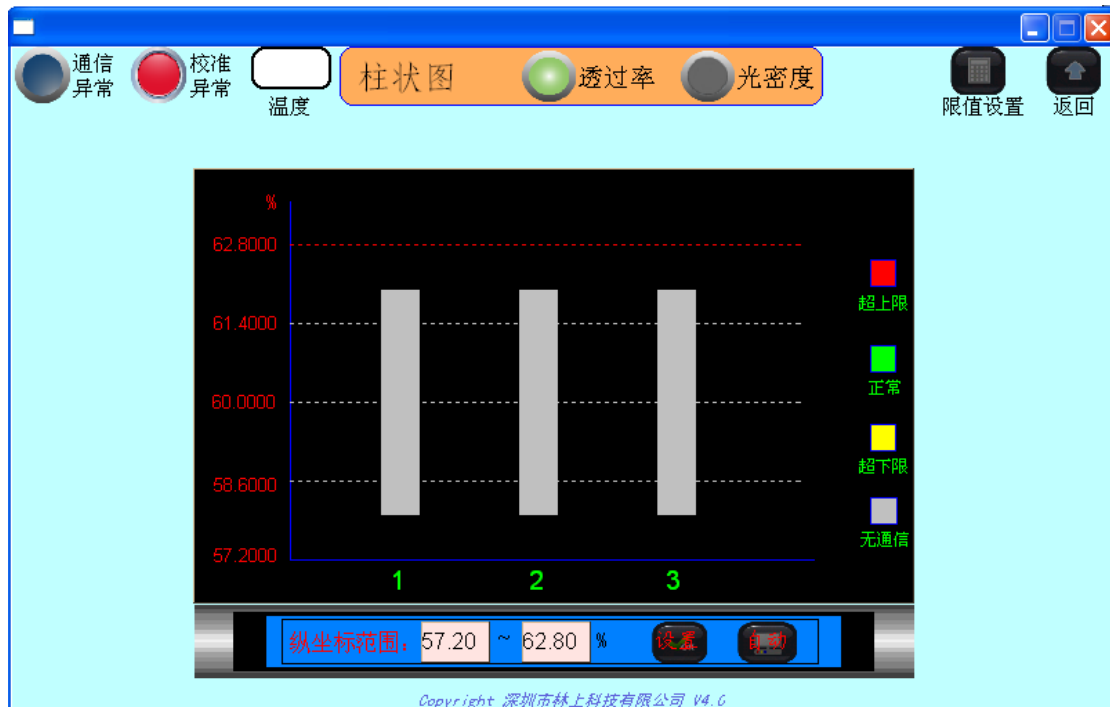 通信
异常
校准
异常
温度
柱状图
透过率
光密度
限值设置
返回
%
62.8000
61.4000
60.0000
58.6000
57.2000
超上限
正常
超下限
无通信
1 2 3
纵坐标范围: 57.20 ~ 62.80 %
设置
自动
Copyright 深圳市林上科技有限公司 V4.6